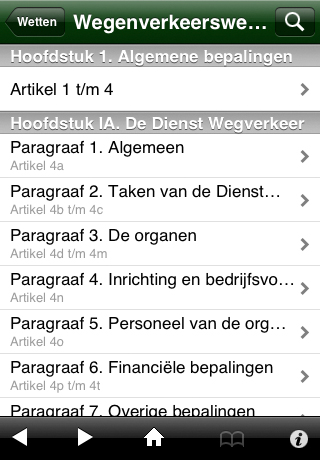 Wetten
Wegenverkeerswe...
Hoofdstuk 1. Algemene bepalingen
Artikel 1 t/m 4
Hoofdstuk IA. De Dienst Wegverkeer
Paragraaf 1. Algemeen
Artikel 4a
Paragraaf 2. Taken van de Dienst...
Artikel 4b t/m 4c
Paragraaf 3. De organen
Artikel 4d t/m 4m
Paragraaf 4. Inrichting en bedrijfsvo...
Artikel 4n
Paragraaf 5. Personeel van de org...
Artikel 4o
Paragraaf 6. Financiële bepalingen
Artikel 4p t/m 4t
Paragraaf 7. Overige bepalingen